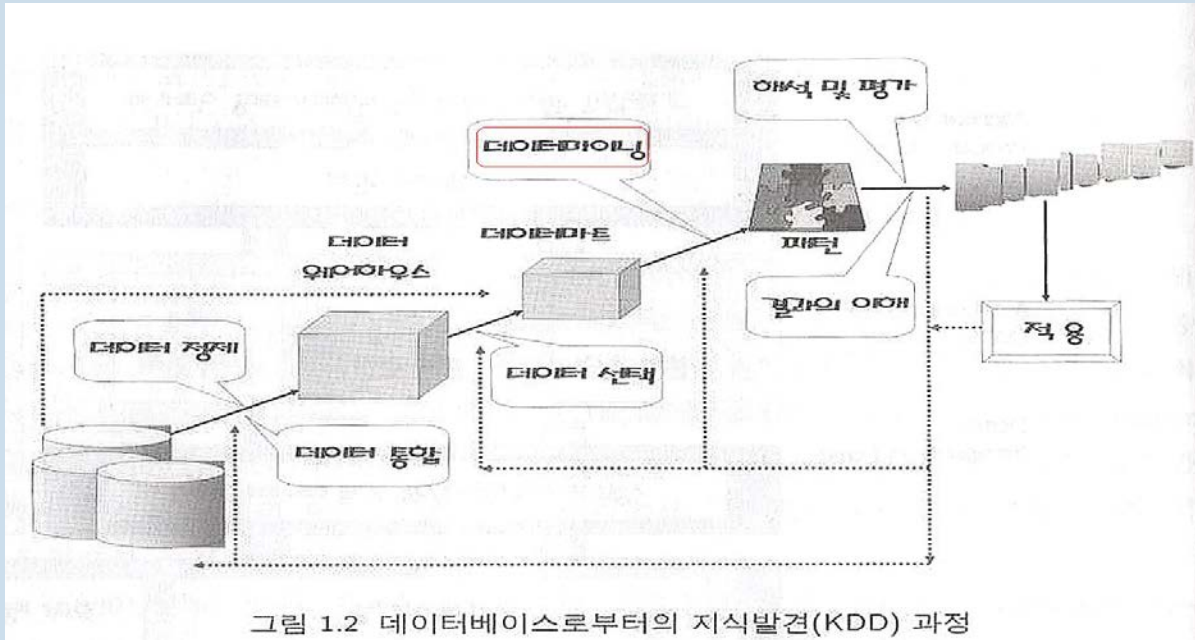 해석 및 평가
데이터마이닝
패턴
데이터마트
데이터
웨어하우스
결과의 이해
적 용
데이터 정제
데이터 선택
데이터 통합
그림 1.2 데이터베이스로부터의 지식발견(KDD) 과정